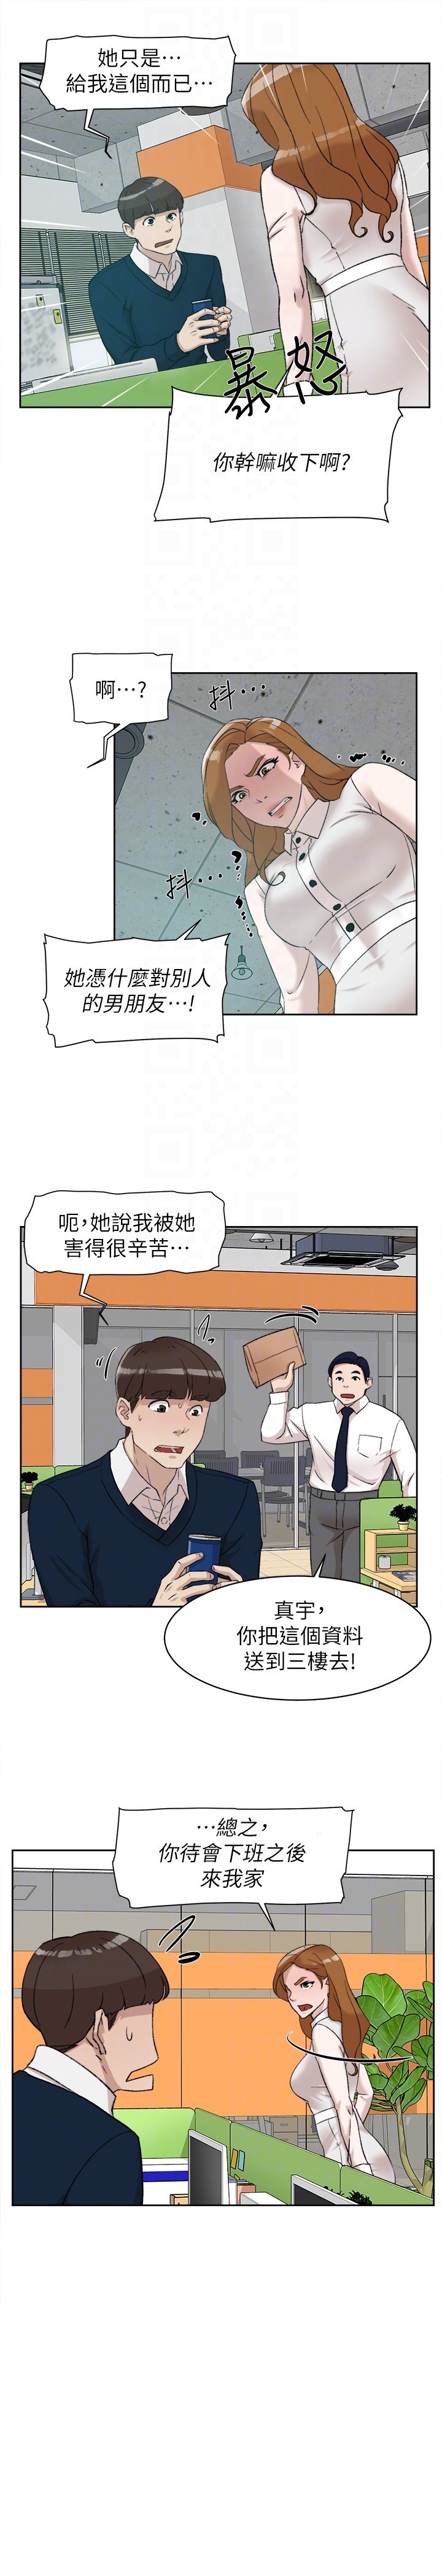 她只是…
給我這個而已…
暴怒
你幹嘛收下啊?
啊…?
抖…
抖…
她憑什麼對別人
的男朋友…!
呃,她說我被她
害得很辛苦…
真宇,
你把這個資料
送到三樓去!
…總之,
你待會下班之後
來我家